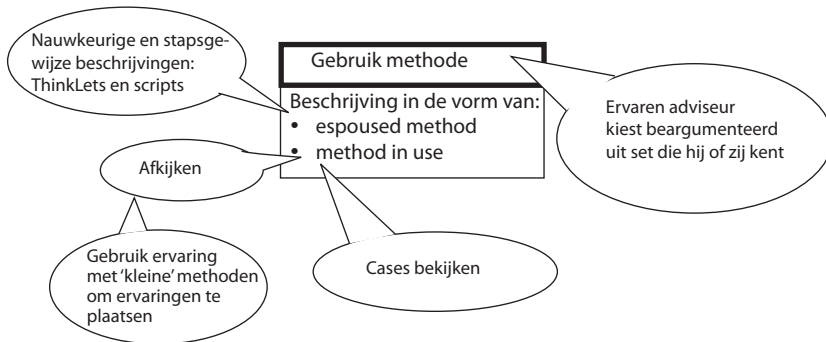 Nauwkeurige en stapsge-
wijze beschrijvingen:
ThinkLets en scripts
Gebruik methode
Beschrijving in de vorm van:
• espoused method
• method in use
Ervaren adviseur
kiest beargumenteerd
uit set die hij of zij kent
Afkijken
Gebruik ervaring
met ‘kleine’ methoden
om ervaringen te
plaatsen
Cases bekijken